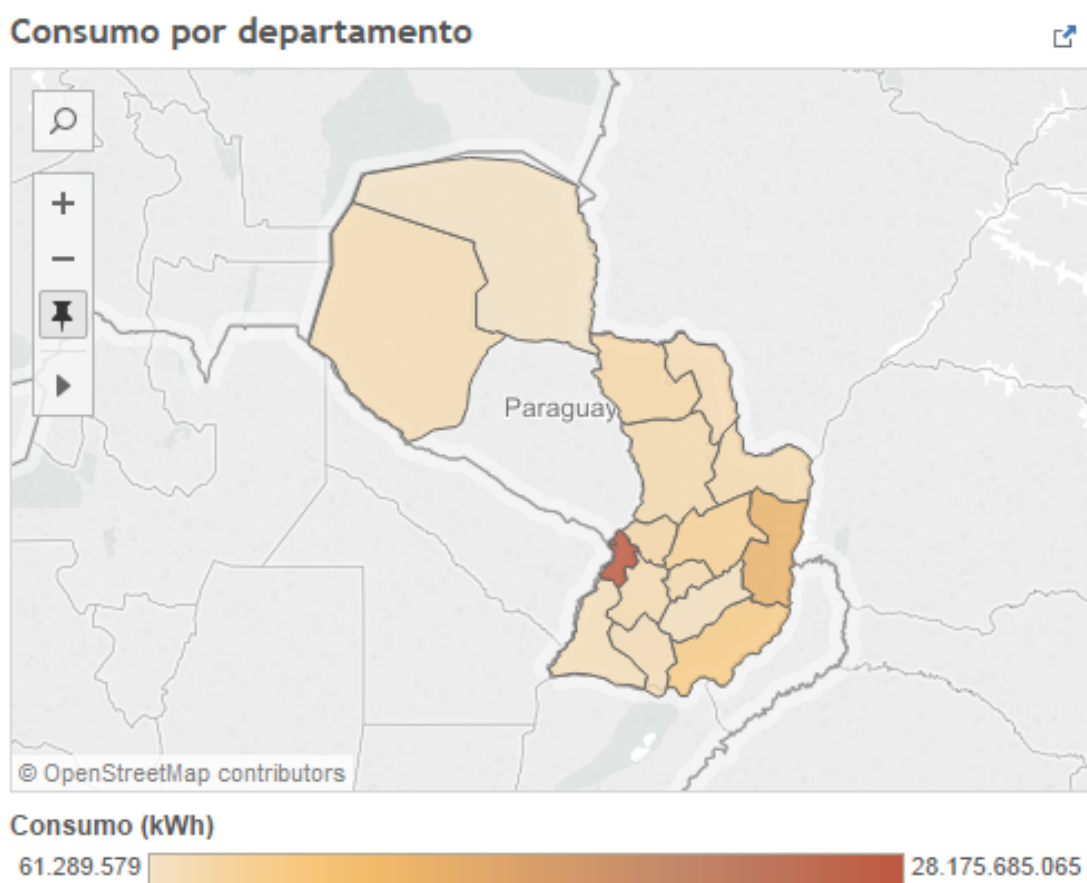 Consumo por departamento
Paraguay
© OpenStreetMap contributors
Consumo (kWh)
61.289.579 28.175.685.065